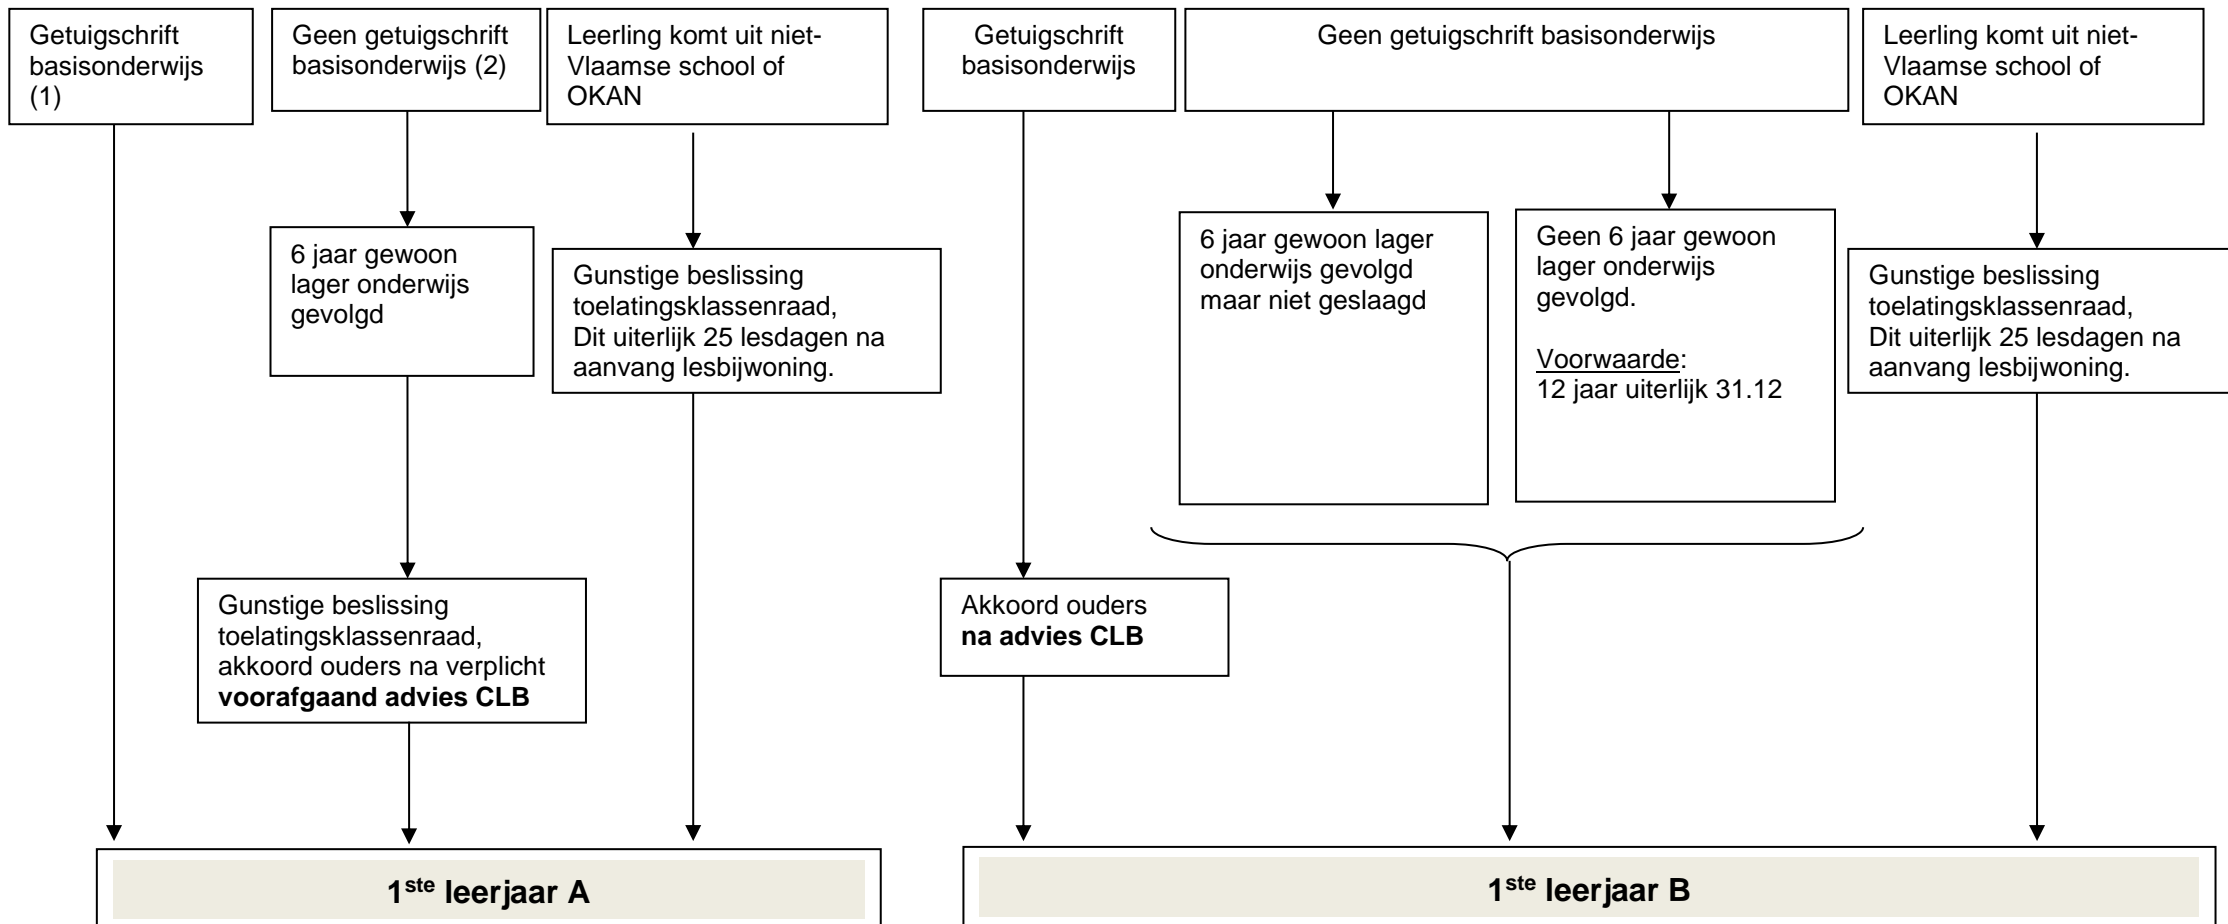 Getuigschrift
basisonderwijs
(1)
Geen getuigschrift
basisonderwijs (2)
Leerling komt uit niet-
Vlaamse school of
OKAN
Getuigschrift
basisonderwijs
Geen getuigschrift basisonderwijs
Leerling komt uit niet-
Vlaamse school of
OKAN
6 jaar gewoon
lager onderwijs
gevolgd
Gunstige beslissing
toelatingsklassenraad,
Dit uiterlijk 25 lesdagen na
aanvang lesbijwoning.
6 jaar gewoon lager
onderwijs gevolgd
maar niet geslaagd
Geen 6 jaar gewoon
lager onderwijs
gevolgd.
Voorwaarde:
12 jaar uiterlijk 31.12
Gunstige beslissing
toelatingsklassenraad,
Dit uiterlijk 25 lesdagen na
aanvang lesbijwoning.
Gunstige beslissing
toelatingsklassenraad,
akkoord ouders na verplicht
voorafgaand advies CLB
Akkoord ouders
na advies CLB
1ste leerjaar A
1ste leerjaar B